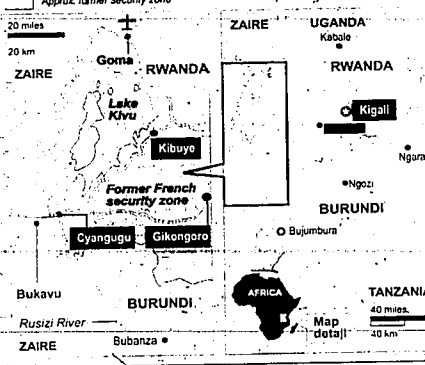 Approx. former security zone
20 miles
20 km
Goma
ZAIRE
RWANDA
Lake
Kivu
Kibuye
Former French
security zone
Cyangugu
Gikongoro
Bukavu
BURUNDI
Rusizi River
ZAIRE
Bubanza
ZAIRE
UGANDA
Kabale
RWANDA
Kigali
Ngara
Ngozi
BURUNDI
Bujumbura
AFRICA
TANZANIA
Map
detail
40 miles
40 km